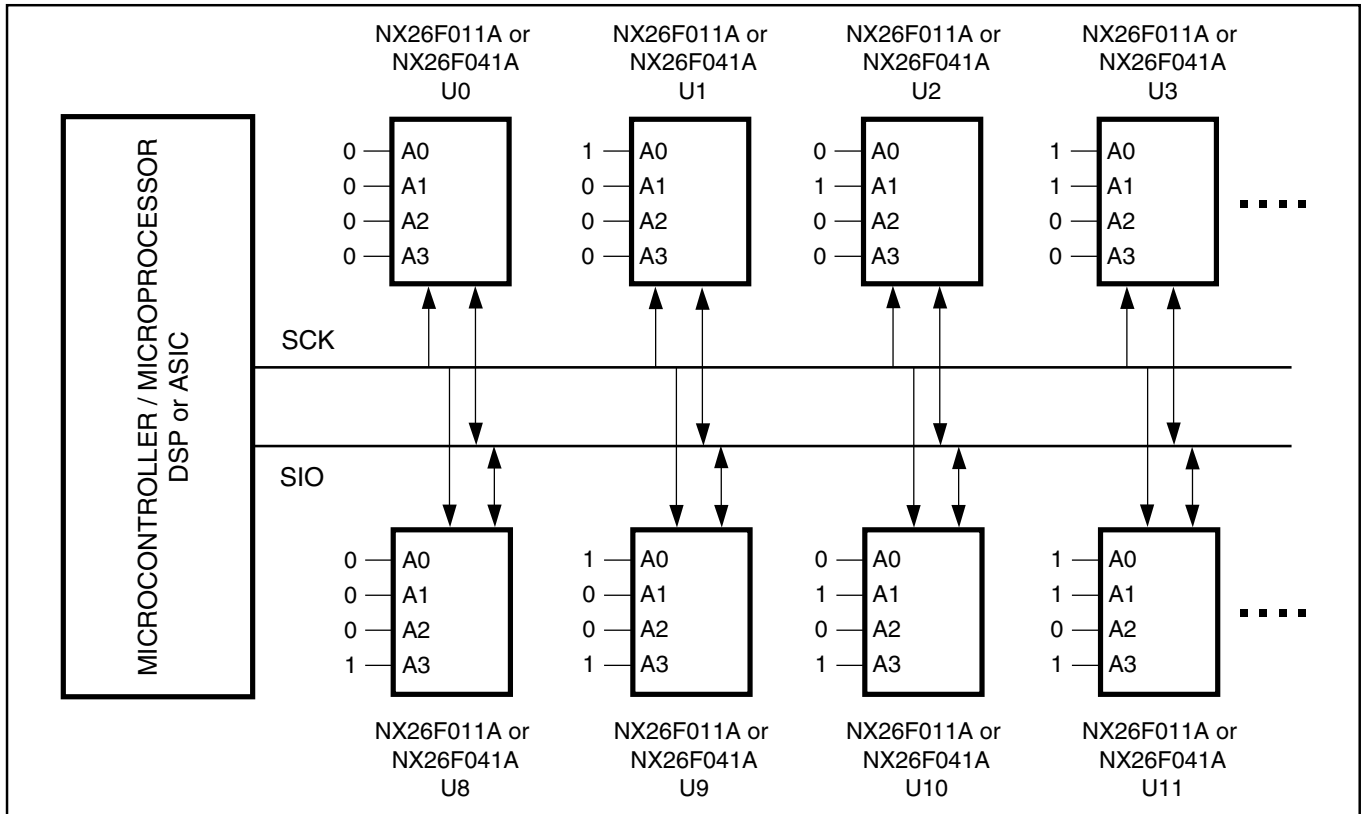 NX26F011A or
NX26F041A
U0
NX26F011A or
NX26F041A
U1
NX26F011A or
NX26F041A
U2
NX26F011A or
NX26F041A
U3
MICROCONTROLLER / MICROPROCESSOR
DSP or ASIC
0 A0
0 A1
0 A2
0 A3
1 A0
0 A1
0 A2
0 A3
0 A0
1 A1
0 A2
0 A3
1 A0
1 A1
0 A2
0 A3
SCK
SIO
0 A0
0 A1
0 A2
1 A3
1 A0
0 A1
0 A2
1 A3
0 A0
1 A1
0 A2
1 A3
1 A0
1 A1
0 A2
1 A3
NX26F011A or
NX26F041A
U8
NX26F011A or
NX26F041A
U9
NX26F011A or
NX26F041A
U10
NX26F011A or
NX26F041A
U11